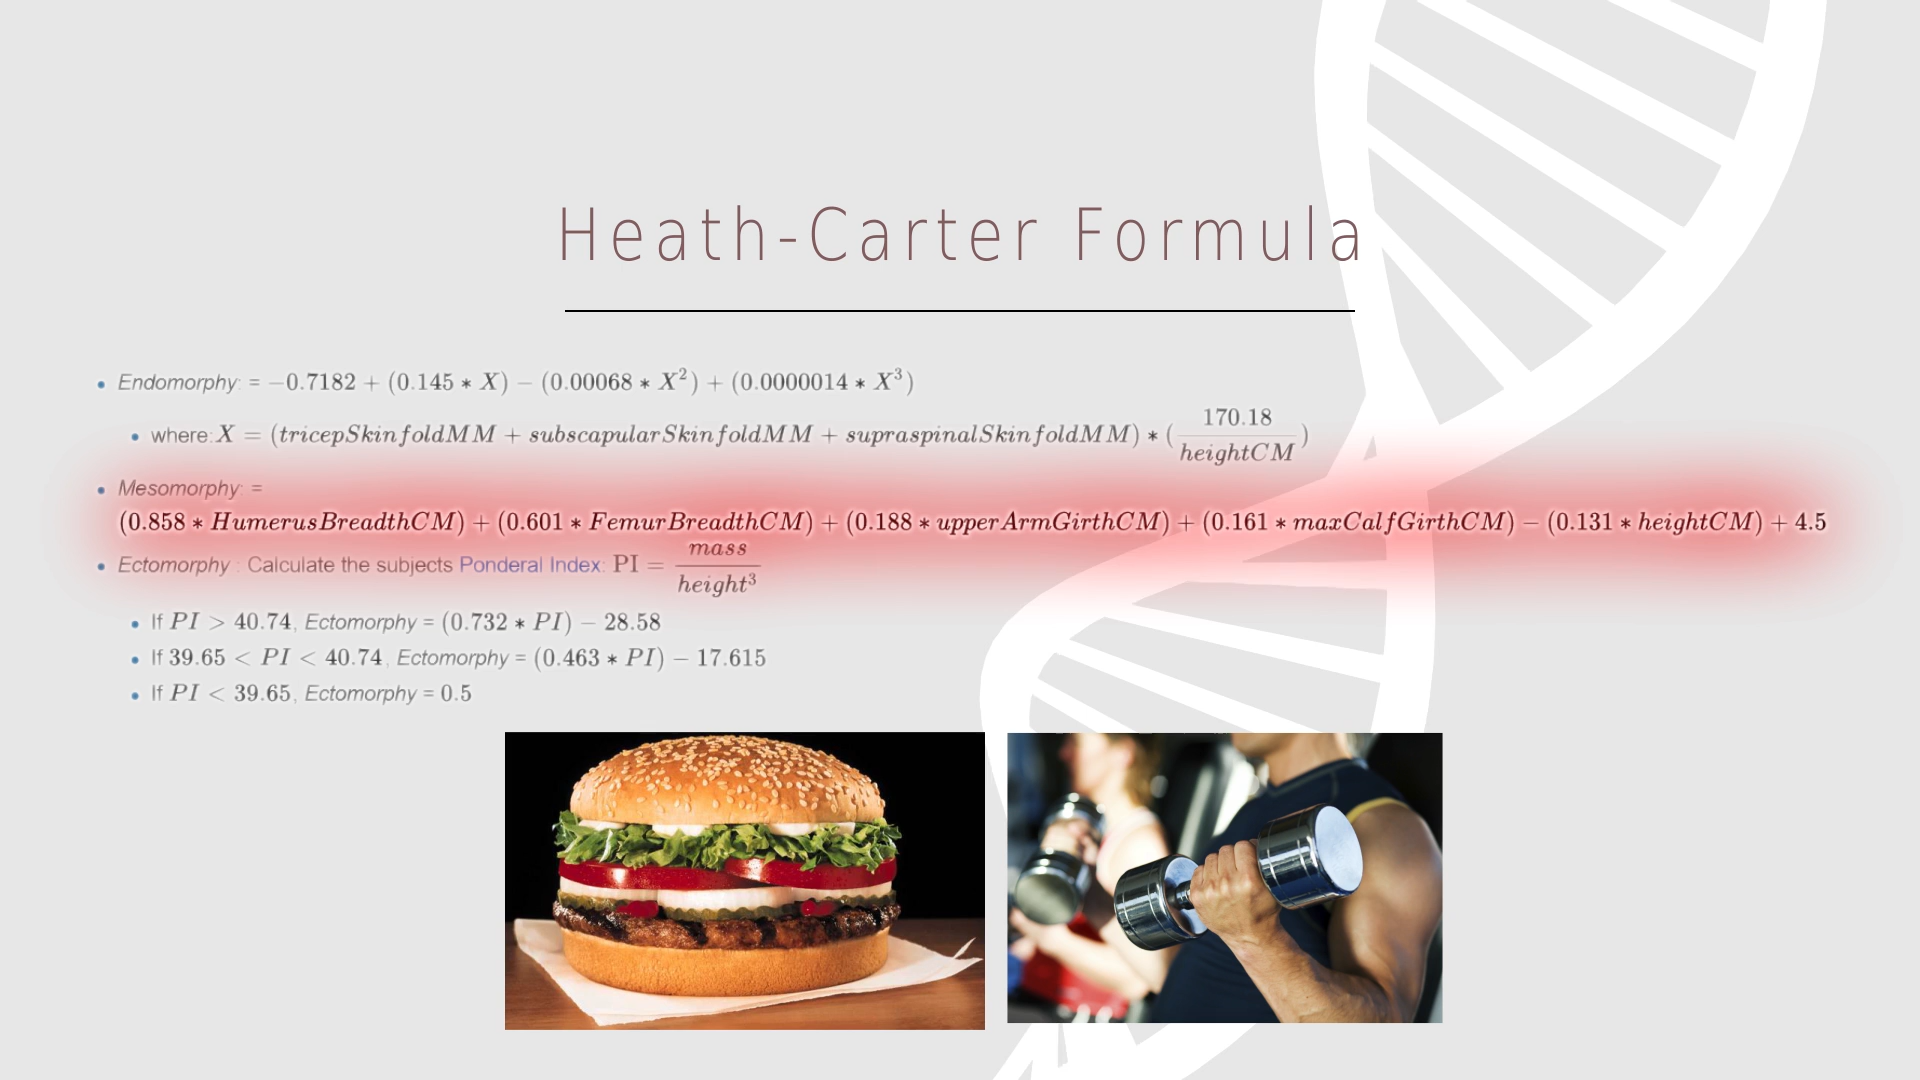 Heath-Carter Formula
• Endomorphy: = −0.7182 + (0.145 ∗ X) − (0.00068 ∗ X²) + (0.0000014 ∗ X³)
• where: X = (tricepSkinfoldMM + subscapularSkinfoldMM + supraspinalSkinfoldMM) ∗ (170.18/heightCM)
• Mesomorphy: =
(0.858 ∗ HumerusBreadthCM) + (0.601 ∗ FemurBreadthCM) + (0.188 ∗ upperArmGirthCM) + (0.161 ∗ maxCalfGirthCM) − (0.131 ∗ heightCM) + 4.5
• Ectomorphy : Calculate the subjects Ponderal Index: PI = mass/height³
• If PI > 40.74, Ectomorphy = (0.732 ∗ PI) − 28.58
• If 39.65 < PI < 40.74, Ectomorphy = (0.463 ∗ PI) − 17.615
• If PI < 39.65, Ectomorphy = 0.5